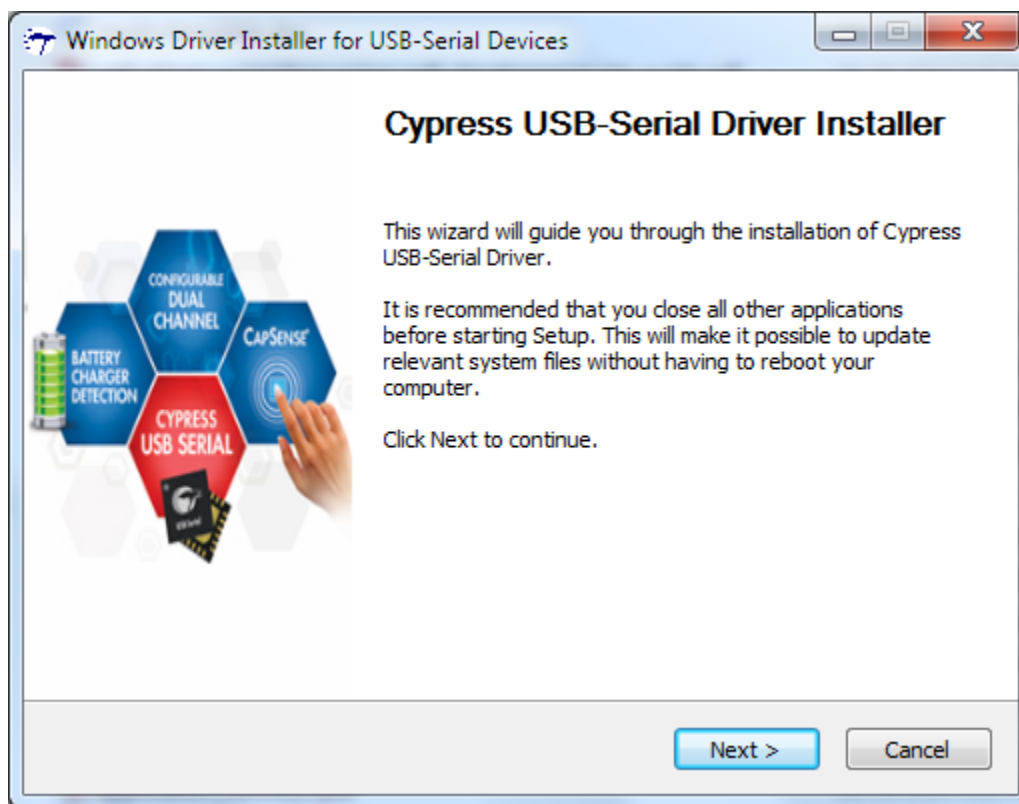 Windows Driver Installer for USB-Serial Devices
Cypress USB-Serial Driver Installer
This wizard will guide you through the installation of Cypress
USB-Serial Driver.
It is recommended that you close all other applications
before starting Setup. This will make it possible to update
relevant system files without having to reboot your
computer.
Click Next to continue.
CONFIGURABLE
DUAL
CHANNEL
CAPSENSE
BATTERY
CHARGER
DETECTION
CYPRESS
USB SERIAL
Next >
Cancel